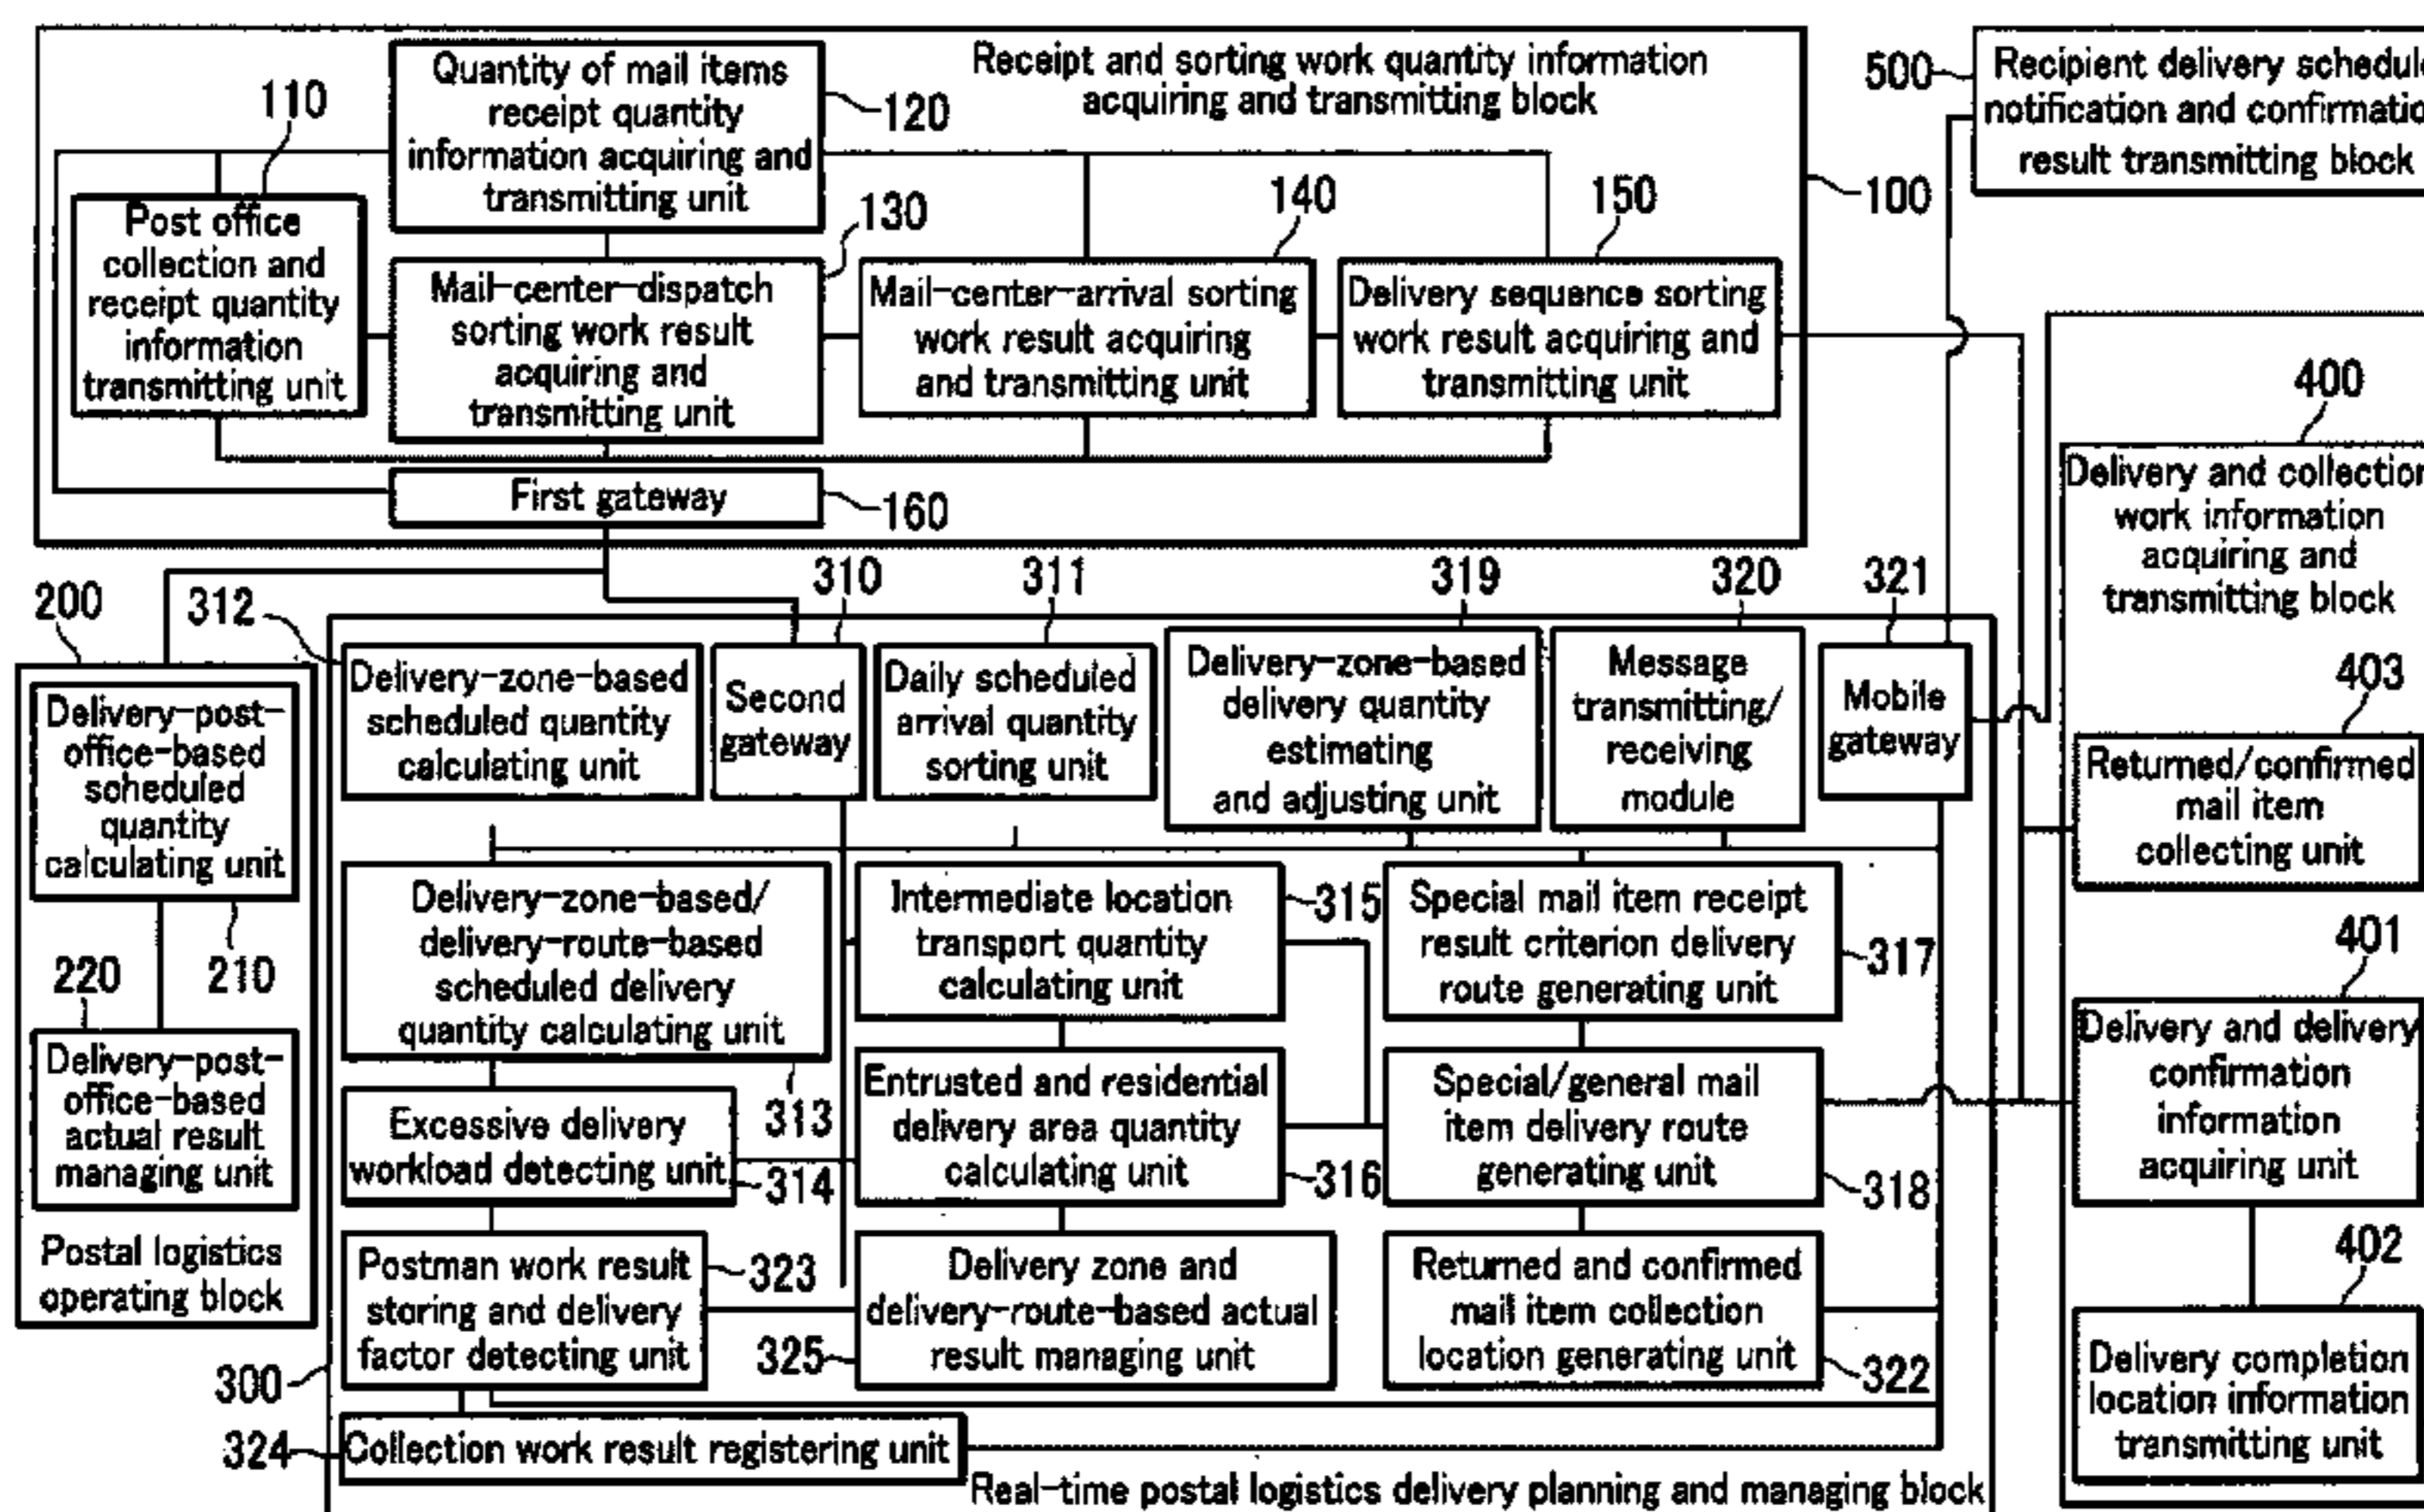 Receipt and sorting work quantity information
acquiring and transmitting block
100
110
Post office
collection and
receipt quantity
information
transmitting unit
Quantity of mail items
receipt quantity
information acquiring and
transmitting unit
120
130
Mail-center-dispatch
sorting work result
acquiring and
transmitting unit
140
Mail-center-arrival sorting
work result acquiring
and transmitting unit
150
Delivery sequence sorting
work result acquiring and
transmitting unit
First gateway
160
500
Recipient delivery schedul
notification and confirmatio
result transmitting block
200
Delivery-post-
office-based
scheduled
quantity
calculating unit
210
220
Delivery-post-
office-based
actual result
managing unit
Postal logistics
operating block
312
Delivery-zone-based
scheduled quantity
calculating unit
310
Second
gateway
311
Daily scheduled
arrival quantity
sorting unit
319
Delivery-zone-based
delivery quantity
estimating
and adjusting unit
320
Message
transmitting/
receiving
module
321
Mobile
gateway
Delivery-zone-based/
delivery-route-based
scheduled delivery
quantity calculating unit
313
Intermediate location
transport quantity
calculating unit
315
Special mail item receipt
result criterion delivery
route generating unit
317
Excessive delivery
workload detecting unit
314
Entrusted and residential
delivery area quantity
calculating unit
316
Special/general mail
item delivery route
generating unit
318
Postman work result
storing and delivery
factor detecting unit
323
325
Delivery zone and
delivery-route-based actual
result managing unit
Returned and confirmed
mail item collection
location generating unit
322
300
324
Collection work result registering unit
Real-time postal logistics delivery planning and managing block
400
Delivery and collection
work information
acquiring and
transmitting block
403
Returned/confirmed
mail item
collecting unit
401
Delivery and delivery
confirmation
information
acquiring unit
402
Delivery completion
location information
transmitting unit